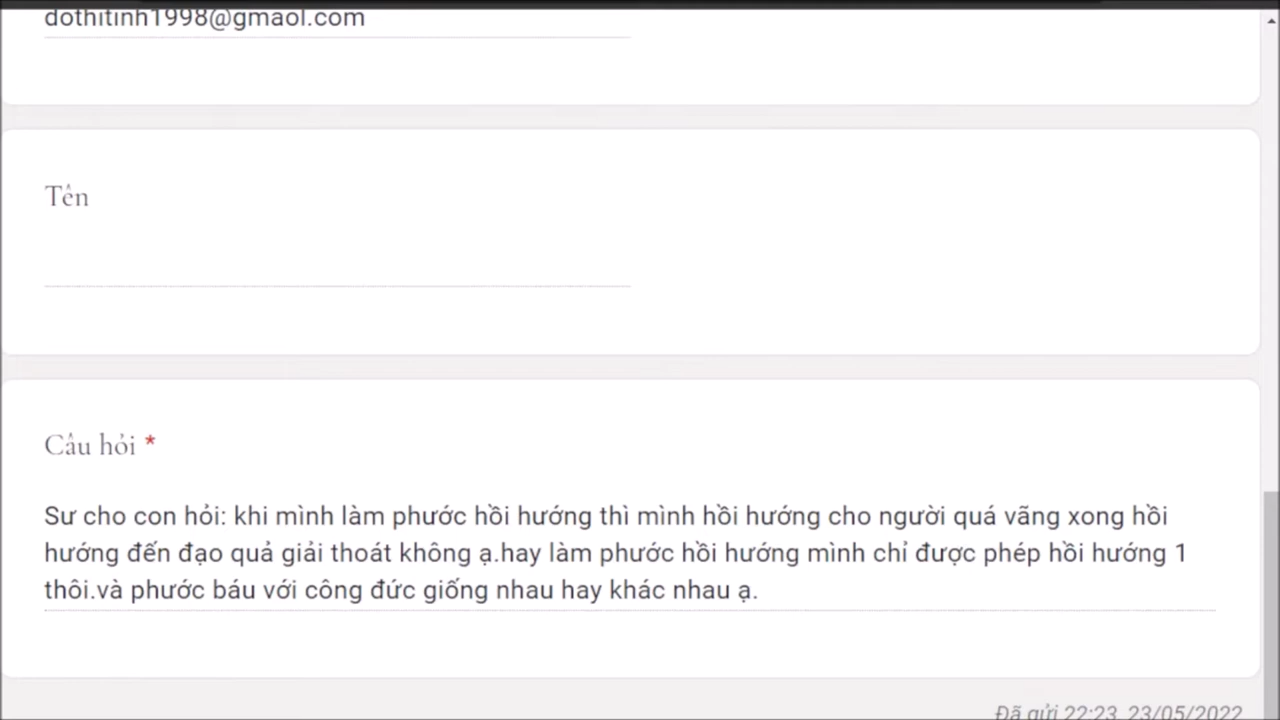 dothitinh1998@gmaol.com
Tên
Câu hỏi *
Sư cho con hỏi: khi mình làm phước hồi hướng thì mình hồi hướng cho người quá vãng xong hồi
hướng đến đạo quả giải thoát không ạ.hay làm phước hồi hướng mình chỉ được phép hồi hướng 1
thôi.và phước báu với công đức giống nhau hay khác nhau ạ.
Đã gửi 22:23, 23/05/2022